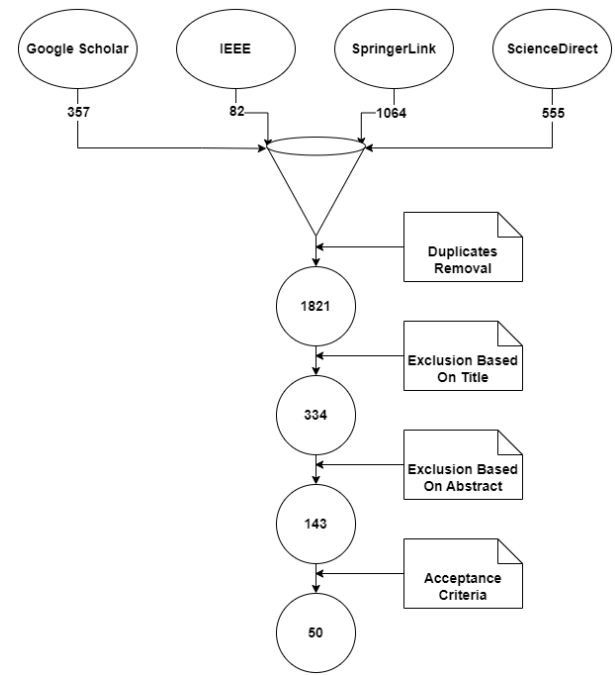 Google Scholar
IEEE
SpringerLink
ScienceDirect
357
82
1064
555
Duplicates
Removal
1821
Exclusion Based
On Title
334
Exclusion Based
On Abstract
143
Acceptance
Criteria
50